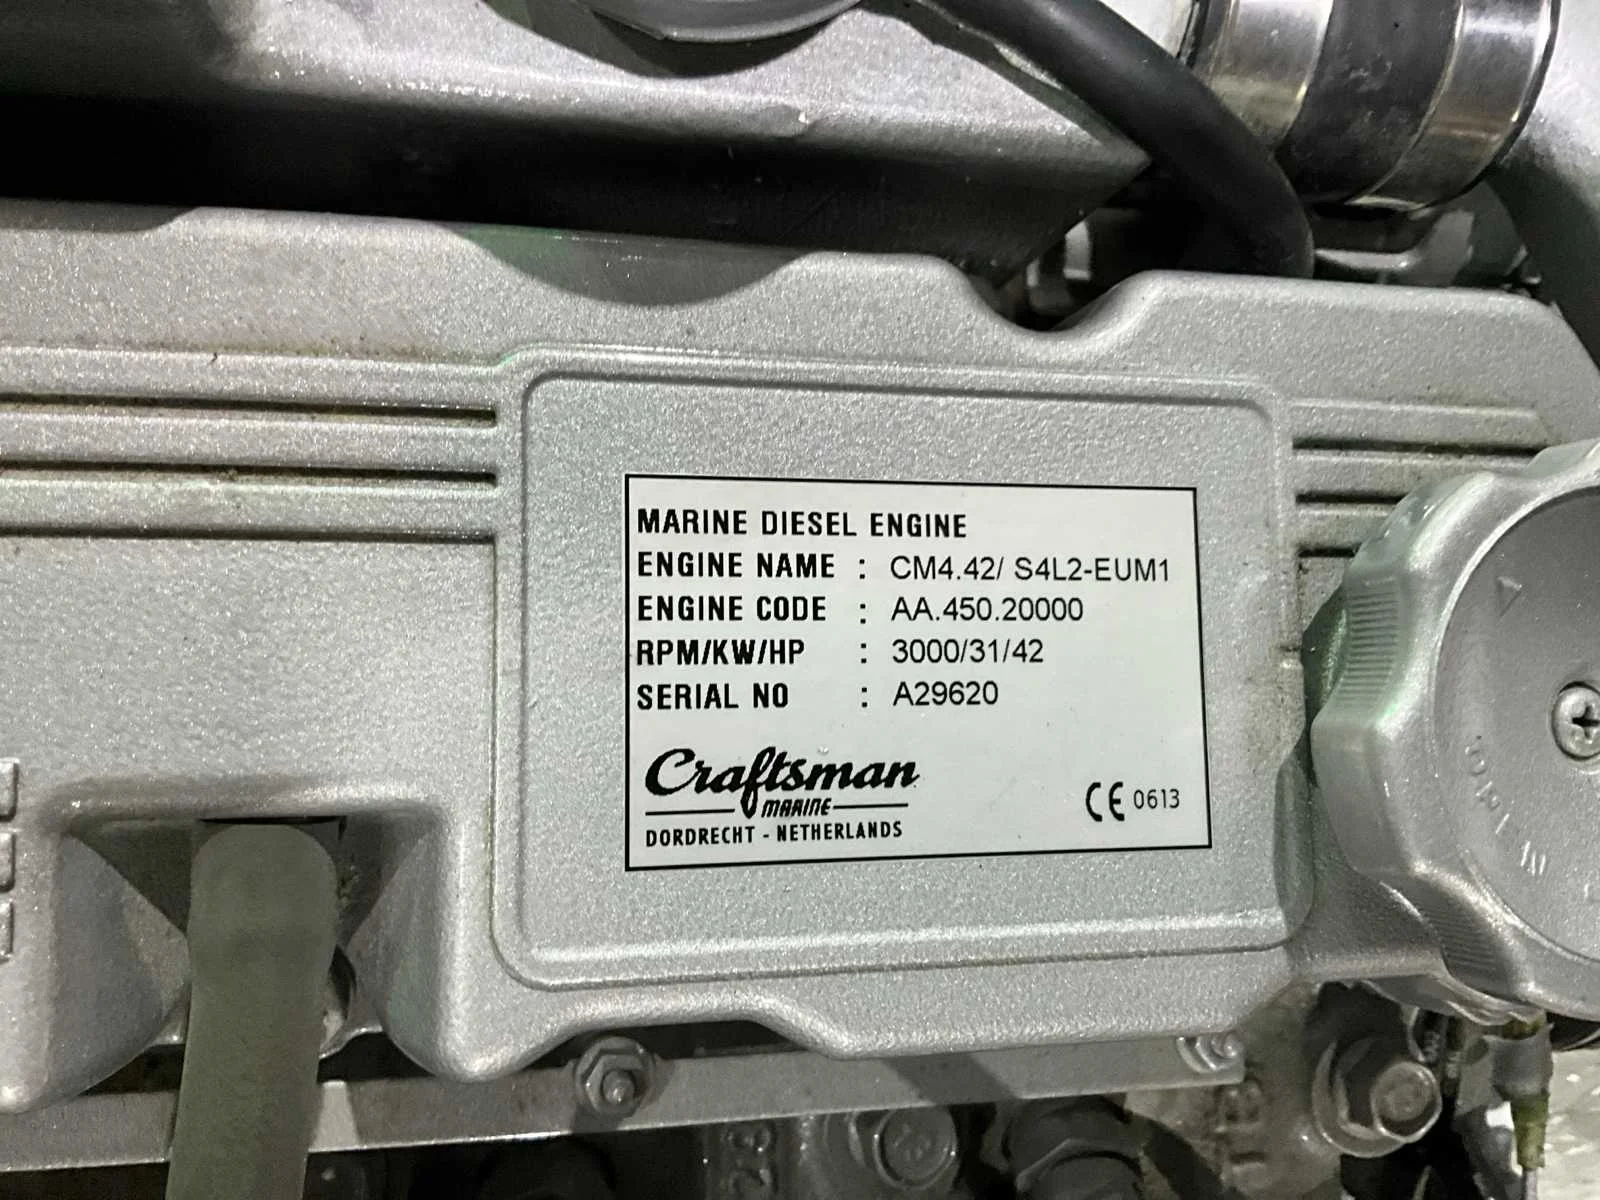 MARINE DIESEL ENGINE
ENGINE NAME : CM4.42/ S4L2-EUM1
ENGINE CODE : AA.450.20000
RPM/KW/HP : 3000/31/42
SERIAL NO : A29620
Craftsman
MARINE
DORDRECHT - NETHERLANDS
CE 0613